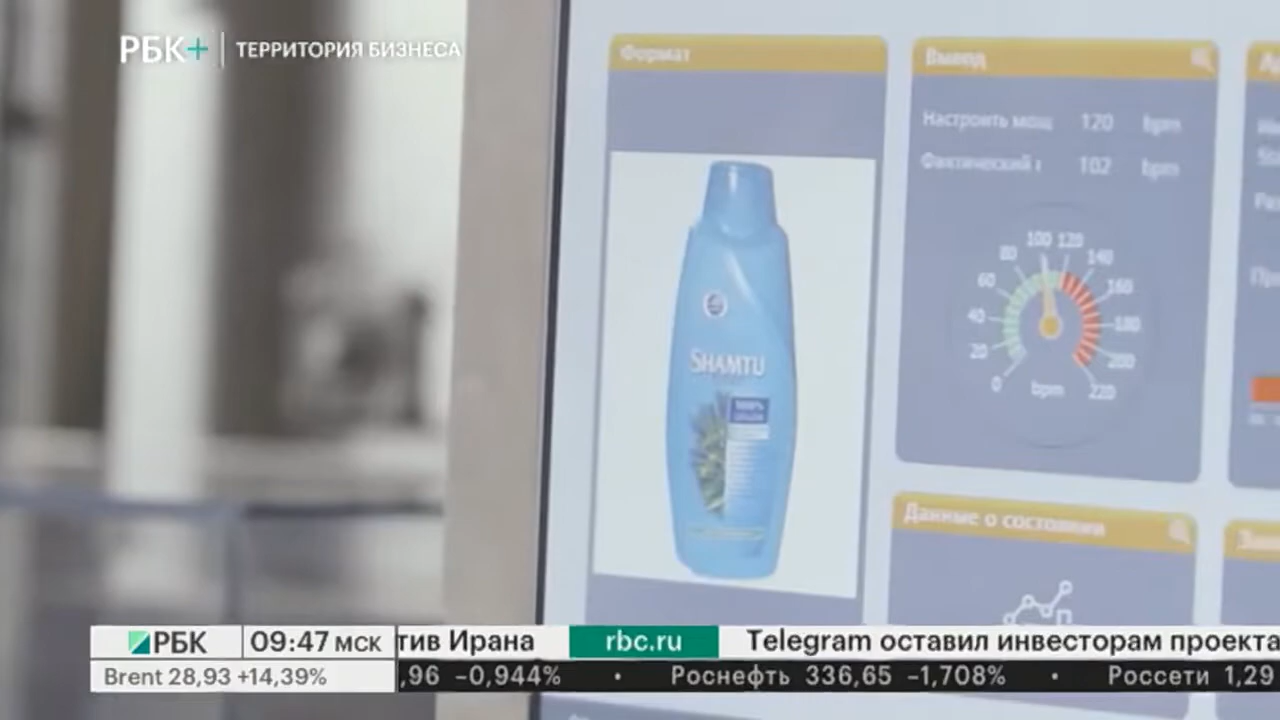 РБК+ | ТЕРРИТОРИЯ БИЗНЕСА
Формат
Вывод
Настроить мощ 120 bpm
Фактический г 102 bpm
0 20 40 60 80 100 120 140 160 180 200 220
bpm
SHAMTU
Данные о состоянии
РБК 09:47 МСК тив Ирана rbc.ru Telegram оставил инвесторам проекта
Brent 28,93 +14,39% ,96 −0,944% • Роснефть 336,65 −1,708% • Россети 1,29